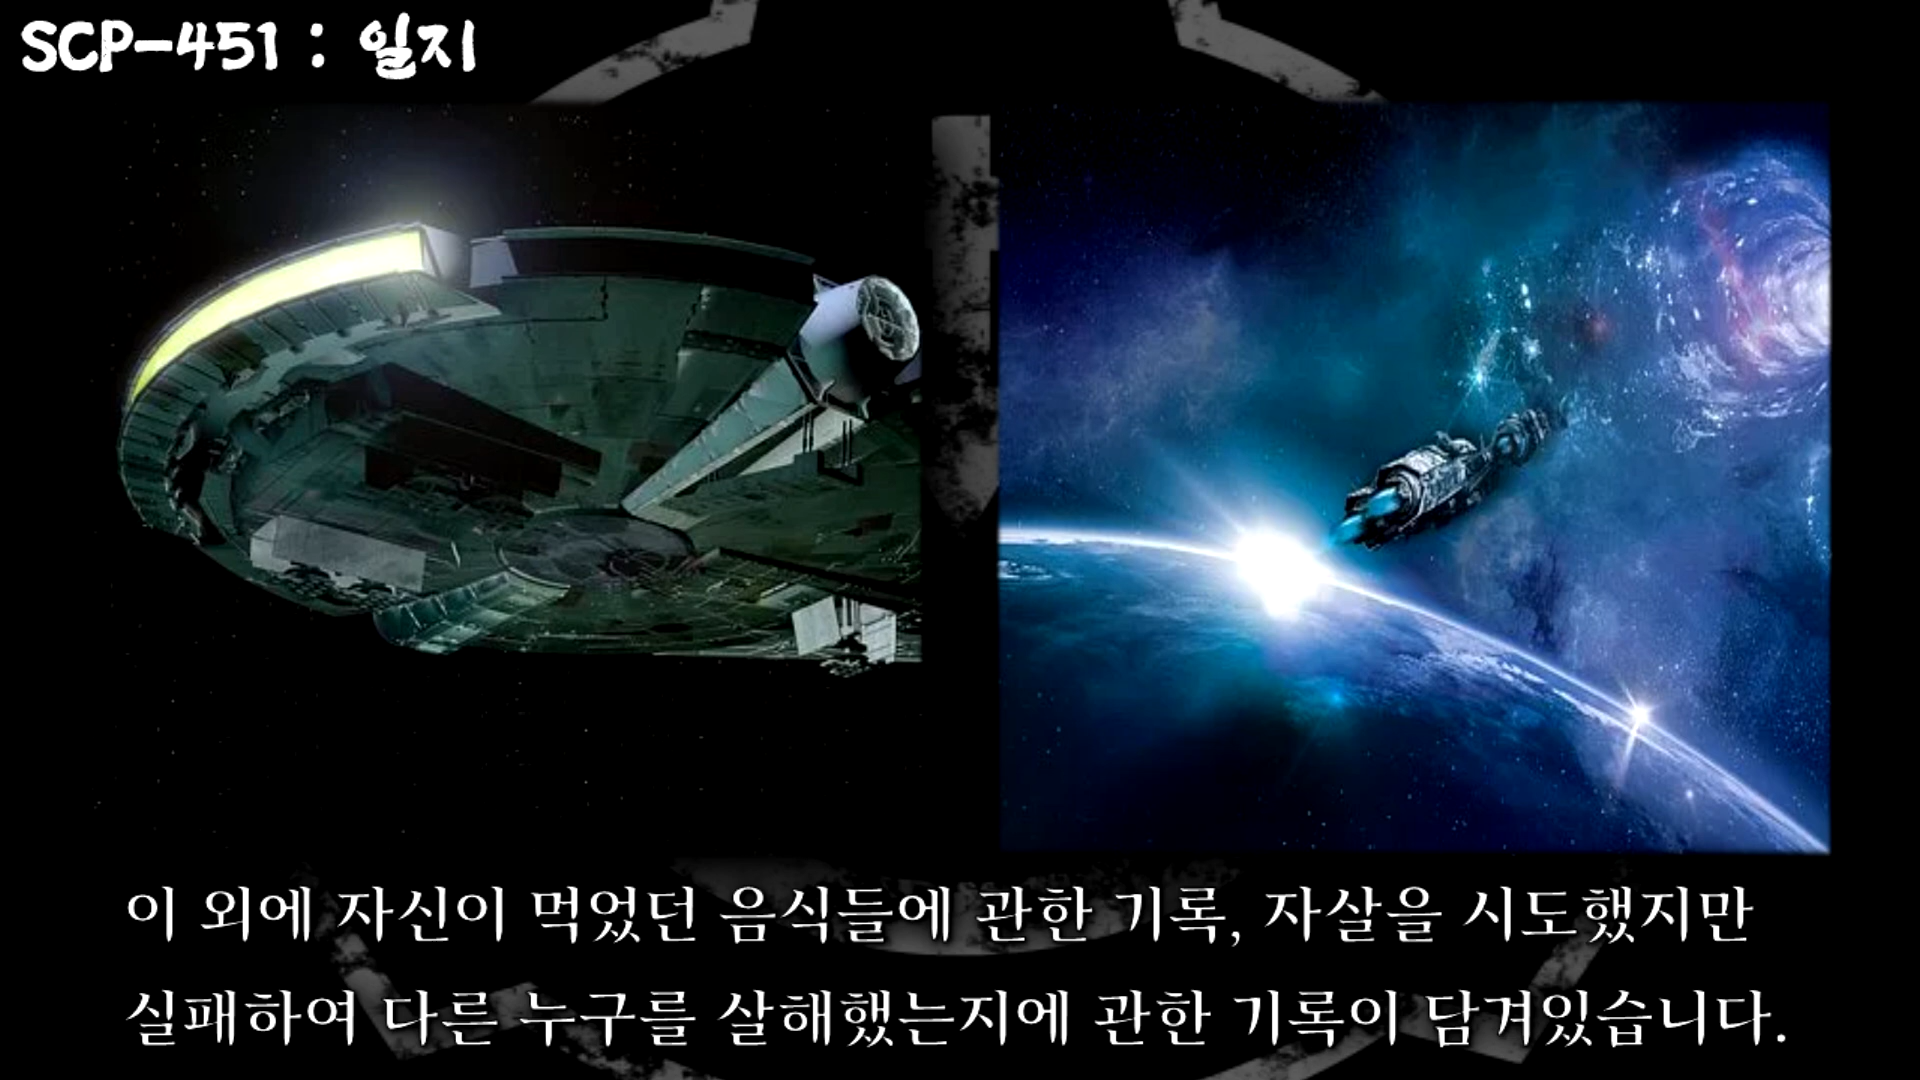 SCP-451 : 일지
이 외에 자신이 먹었던 음식들에 관한 기록, 자살을 시도했지만
실패하여 다른 누구를 살해했는지에 관한 기록이 담겨있습니다.